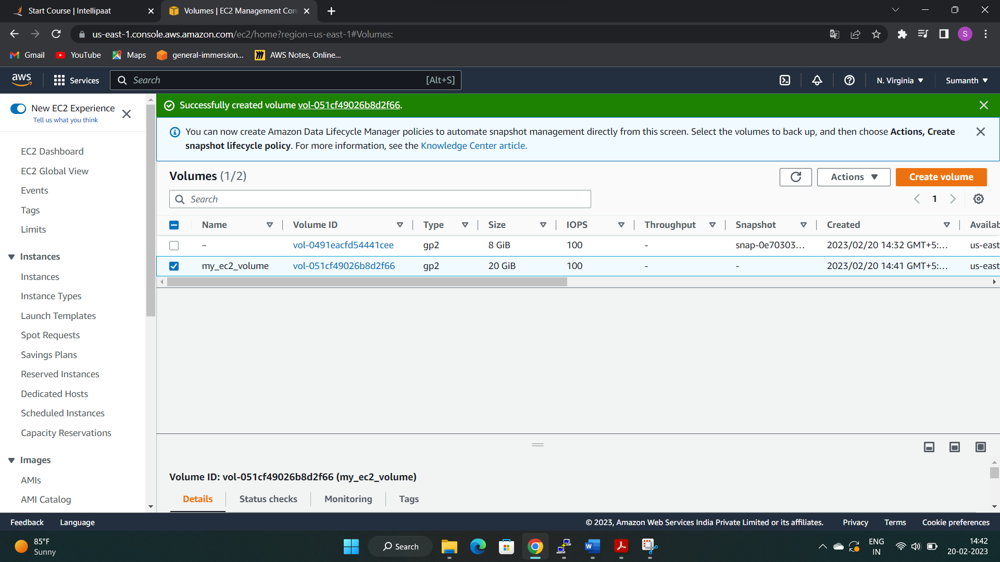 Start Course | Intellipaat
Volumes | EC2 Management Con
us-east-1.console.aws.amazon.com/ec2/home?region=us-east-1#Volumes:
S
Gmail
YouTube
Maps
general-immersion...
AWS Notes, Online...
aws
Services
Search
[Alt+S]
N. Virginia
Sumanth
New EC2 Experience
Tell us what you think
EC2 Dashboard
EC2 Global View
Events
Tags
Limits
Instances
Instances
Instance Types
Launch Templates
Spot Requests
Savings Plans
Reserved Instances
Dedicated Hosts
Scheduled Instances
Capacity Reservations
Images
AMIs
AMI Catalog
Successfully created volume vol-051cf49026b8d2f66.
You can now create Amazon Data Lifecycle Manager policies to automate snapshot management directly from this screen. Select the volumes to back up, and then choose Actions, Create
snapshot lifecycle policy. For more information, see the Knowledge Center article.
Volumes (1/2)
Actions
Create volume
Search
1
Name Volume ID Type Size IOPS Throughput Snapshot Created Availab
– vol-0491eacfd54441cee gp2 8 GiB 100 - snap-0e70303... 2023/02/20 14:32 GMT+5:... us-east
my_ec2_volume vol-051cf49026b8d2f66 gp2 20 GiB 100 - - 2023/02/20 14:41 GMT+5:... us-east
Volume ID: vol-051cf49026b8d2f66 (my_ec2_volume)
Details
Status checks
Monitoring
Tags
Feedback
Language
© 2023, Amazon Web Services India Private Limited or its affiliates.
Privacy
Terms
Cookie preferences
85°F
Sunny
Search
ENG
IN
14:42
20-02-2023